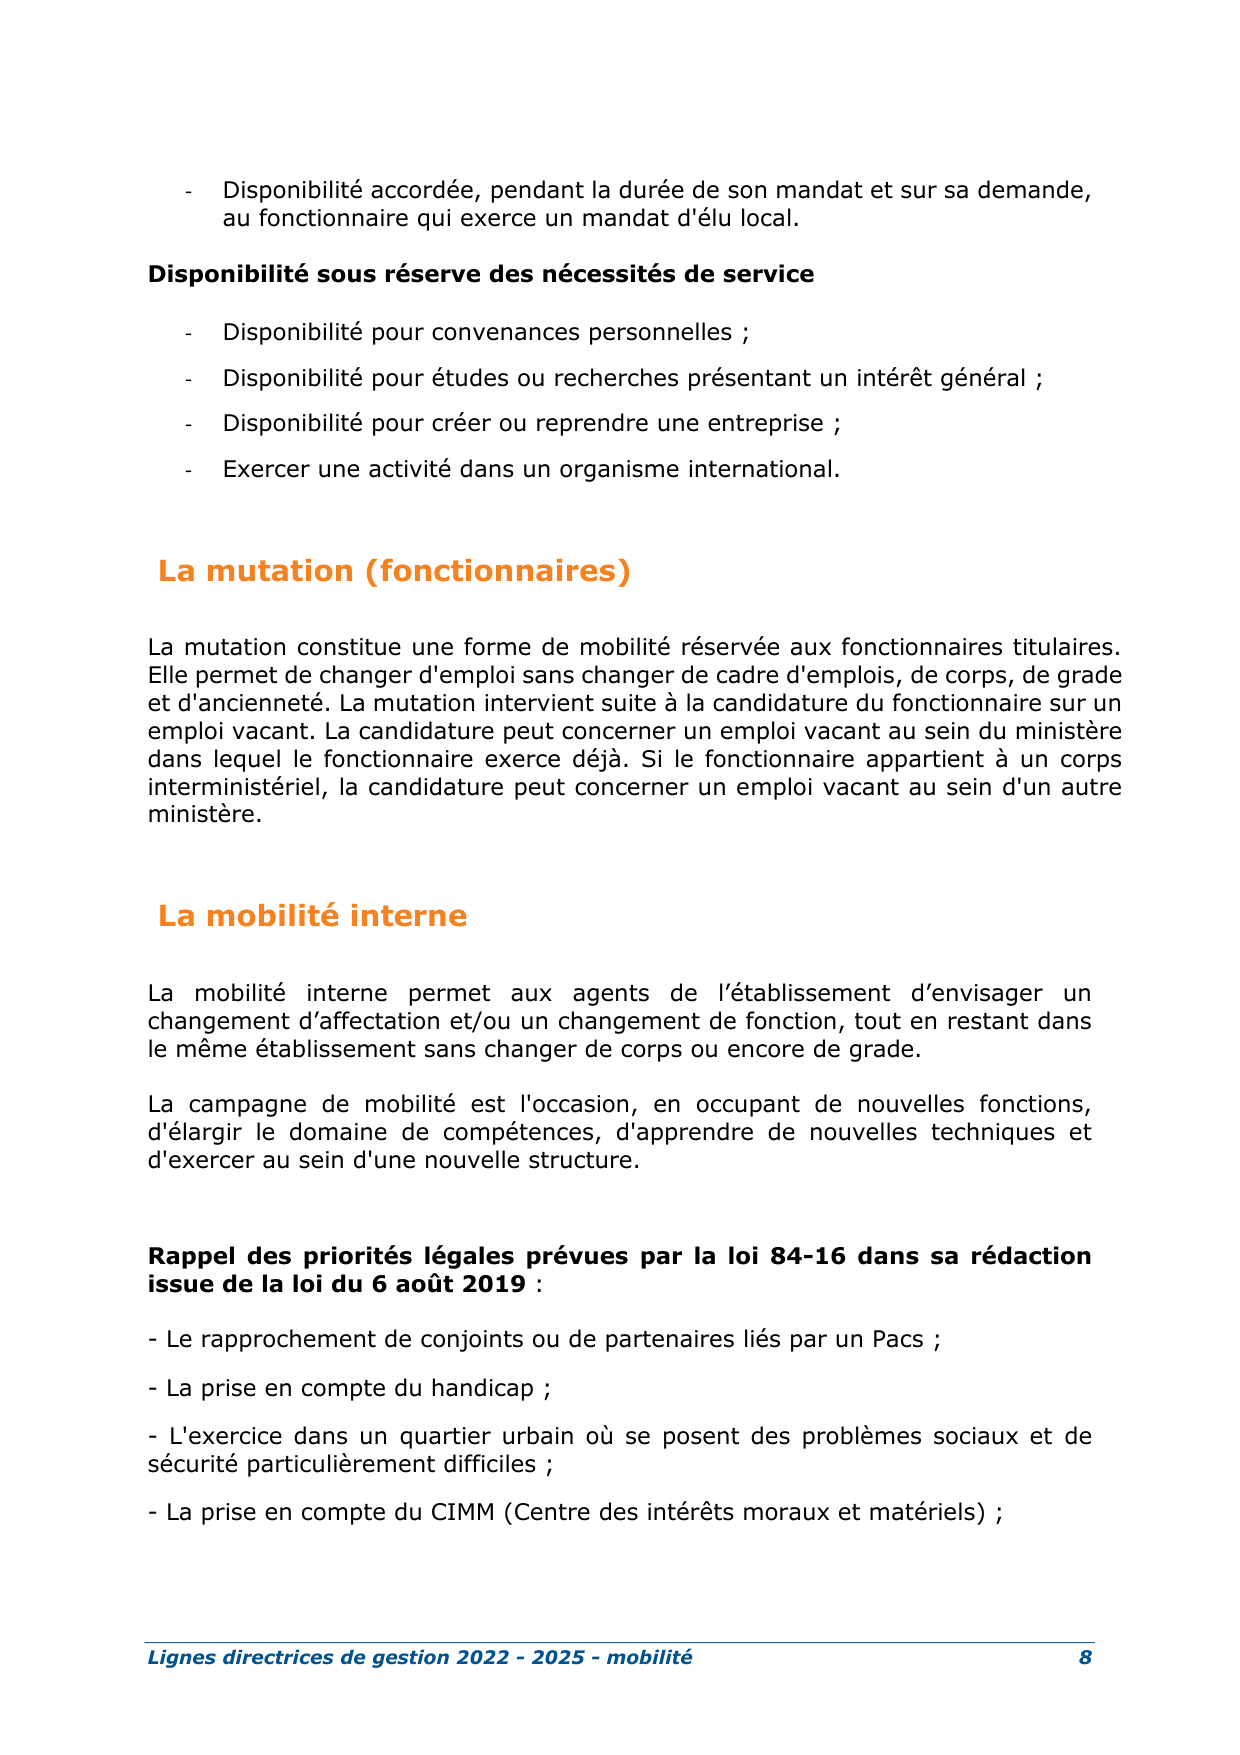 - Disponibilité accordée, pendant la durée de son mandat et sur sa demande,
au fonctionnaire qui exerce un mandat d'élu local.
Disponibilité sous réserve des nécessités de service
- Disponibilité pour convenances personnelles ;
- Disponibilité pour études ou recherches présentant un intérêt général ;
- Disponibilité pour créer ou reprendre une entreprise ;
- Exercer une activité dans un organisme international.
La mutation (fonctionnaires)
La mutation constitue une forme de mobilité réservée aux fonctionnaires titulaires.
Elle permet de changer d'emploi sans changer de cadre d'emplois, de corps, de grade
et d'ancienneté. La mutation intervient suite à la candidature du fonctionnaire sur un
emploi vacant. La candidature peut concerner un emploi vacant au sein du ministère
dans lequel le fonctionnaire exerce déjà. Si le fonctionnaire appartient à un corps
interministériel, la candidature peut concerner un emploi vacant au sein d'un autre
ministère.
La mobilité interne
La mobilité interne permet aux agents de l’établissement d’envisager un
changement d’affectation et/ou un changement de fonction, tout en restant dans
le même établissement sans changer de corps ou encore de grade.
La campagne de mobilité est l'occasion, en occupant de nouvelles fonctions,
d'élargir le domaine de compétences, d'apprendre de nouvelles techniques et
d'exercer au sein d'une nouvelle structure.
Rappel des priorités légales prévues par la loi 84-16 dans sa rédaction
issue de la loi du 6 août 2019 :
- Le rapprochement de conjoints ou de partenaires liés par un Pacs ;
- La prise en compte du handicap ;
- L'exercice dans un quartier urbain où se posent des problèmes sociaux et de
sécurité particulièrement difficiles ;
- La prise en compte du CIMM (Centre des intérêts moraux et matériels) ;
Lignes directrices de gestion 2022 - 2025 - mobilité 8